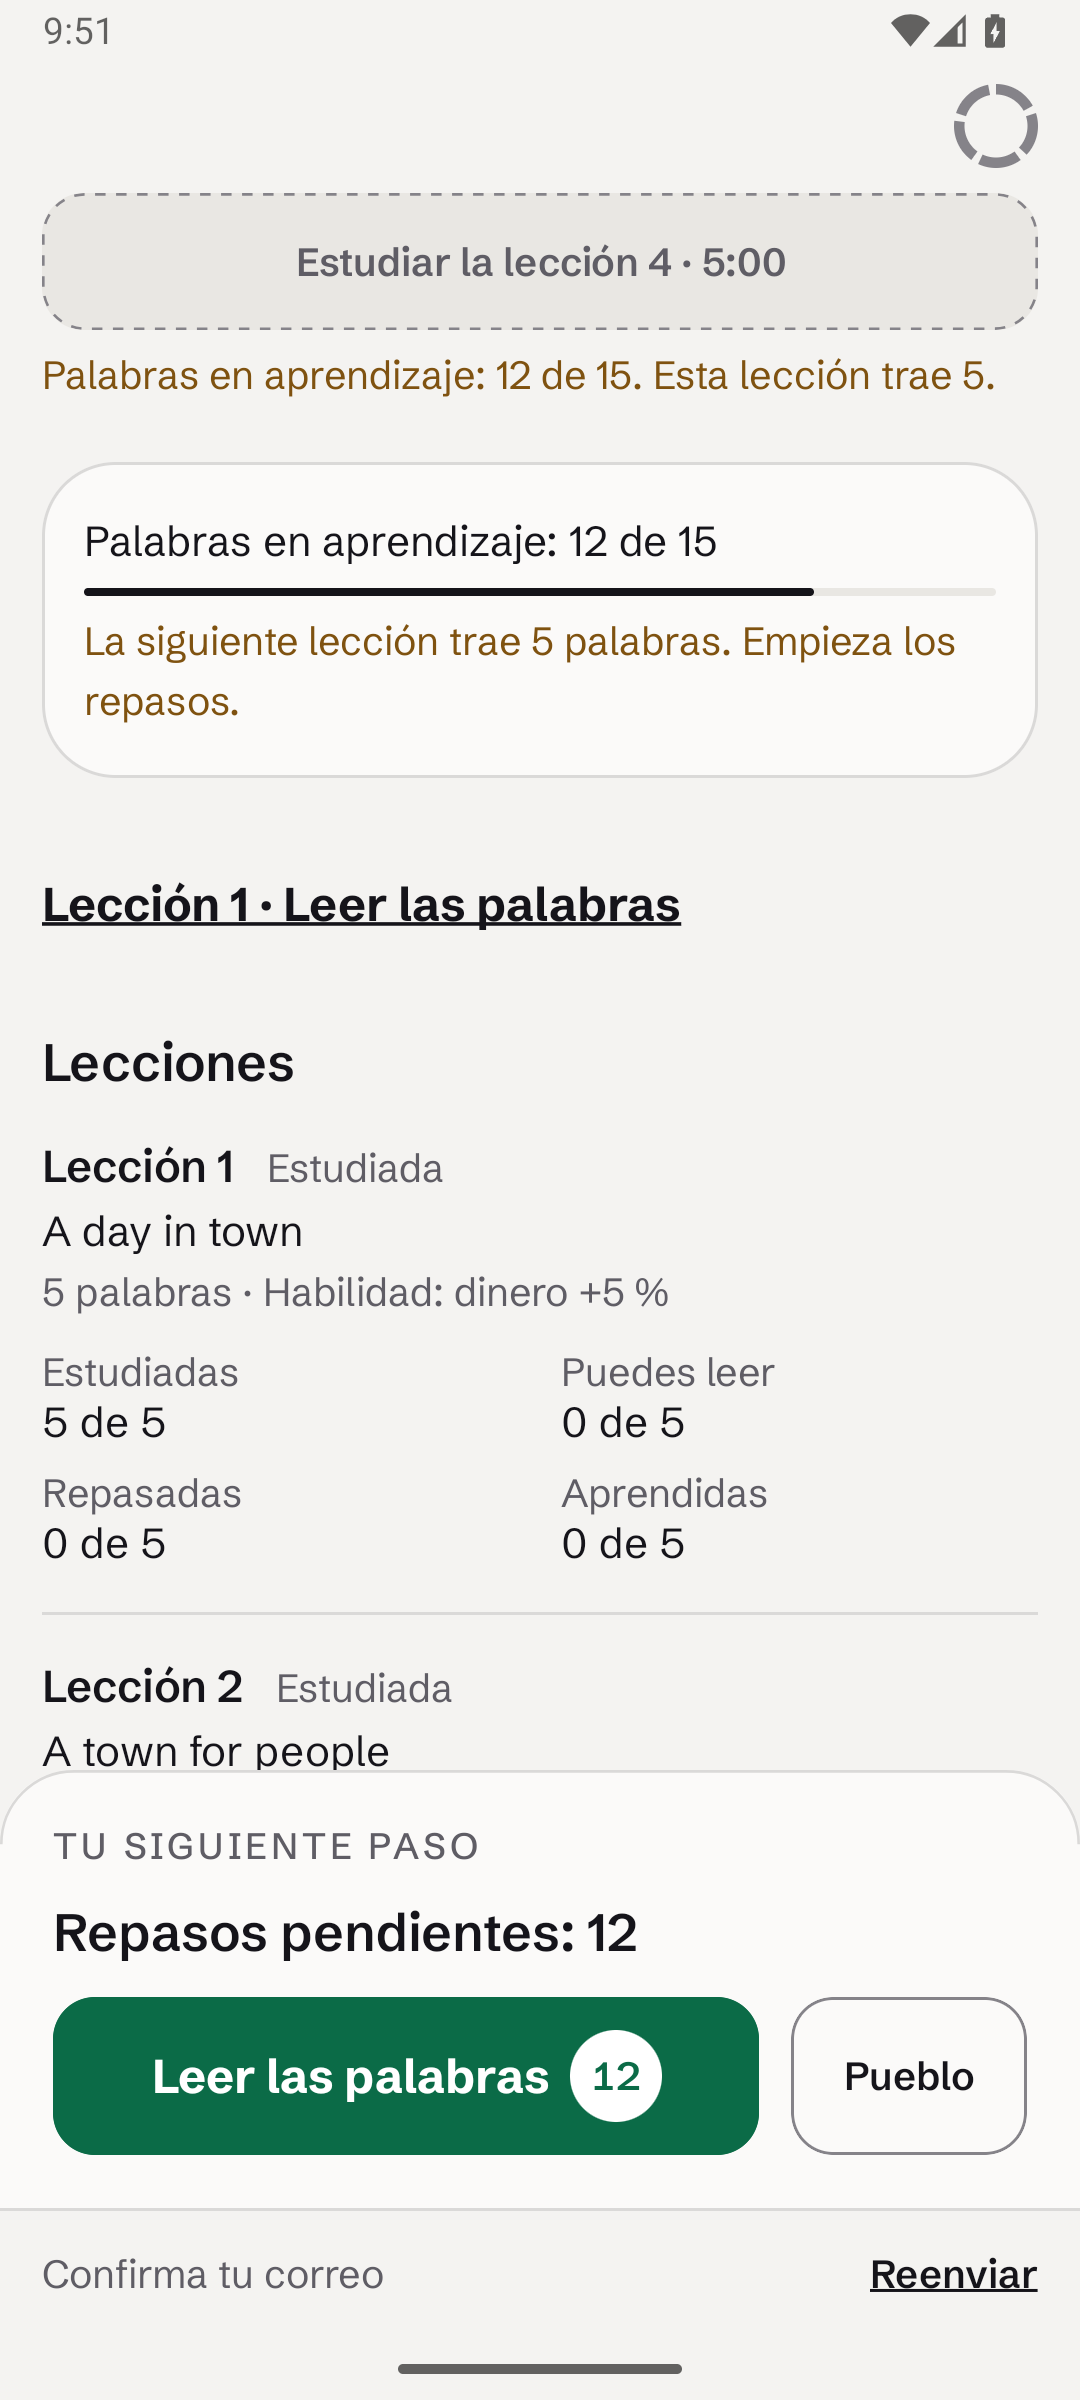 9:51
Estudiar la lección 4 · 5:00
Palabras en aprendizaje: 12 de 15. Esta lección trae 5.
Palabras en aprendizaje: 12 de 15
La siguiente lección trae 5 palabras. Empieza los
repasos.
Lección 1 · Leer las palabras
Lecciones
Lección 1 Estudiada
A day in town
5 palabras · Habilidad: dinero +5 %
Estudiadas Puedes leer
5 de 5 0 de 5
Repasadas Aprendidas
0 de 5 0 de 5
Lección 2 Estudiada
A town for people
TU SIGUIENTE PASO
Repasos pendientes: 12
Leer las palabras 12 Pueblo
Confirma tu correo Reenviar